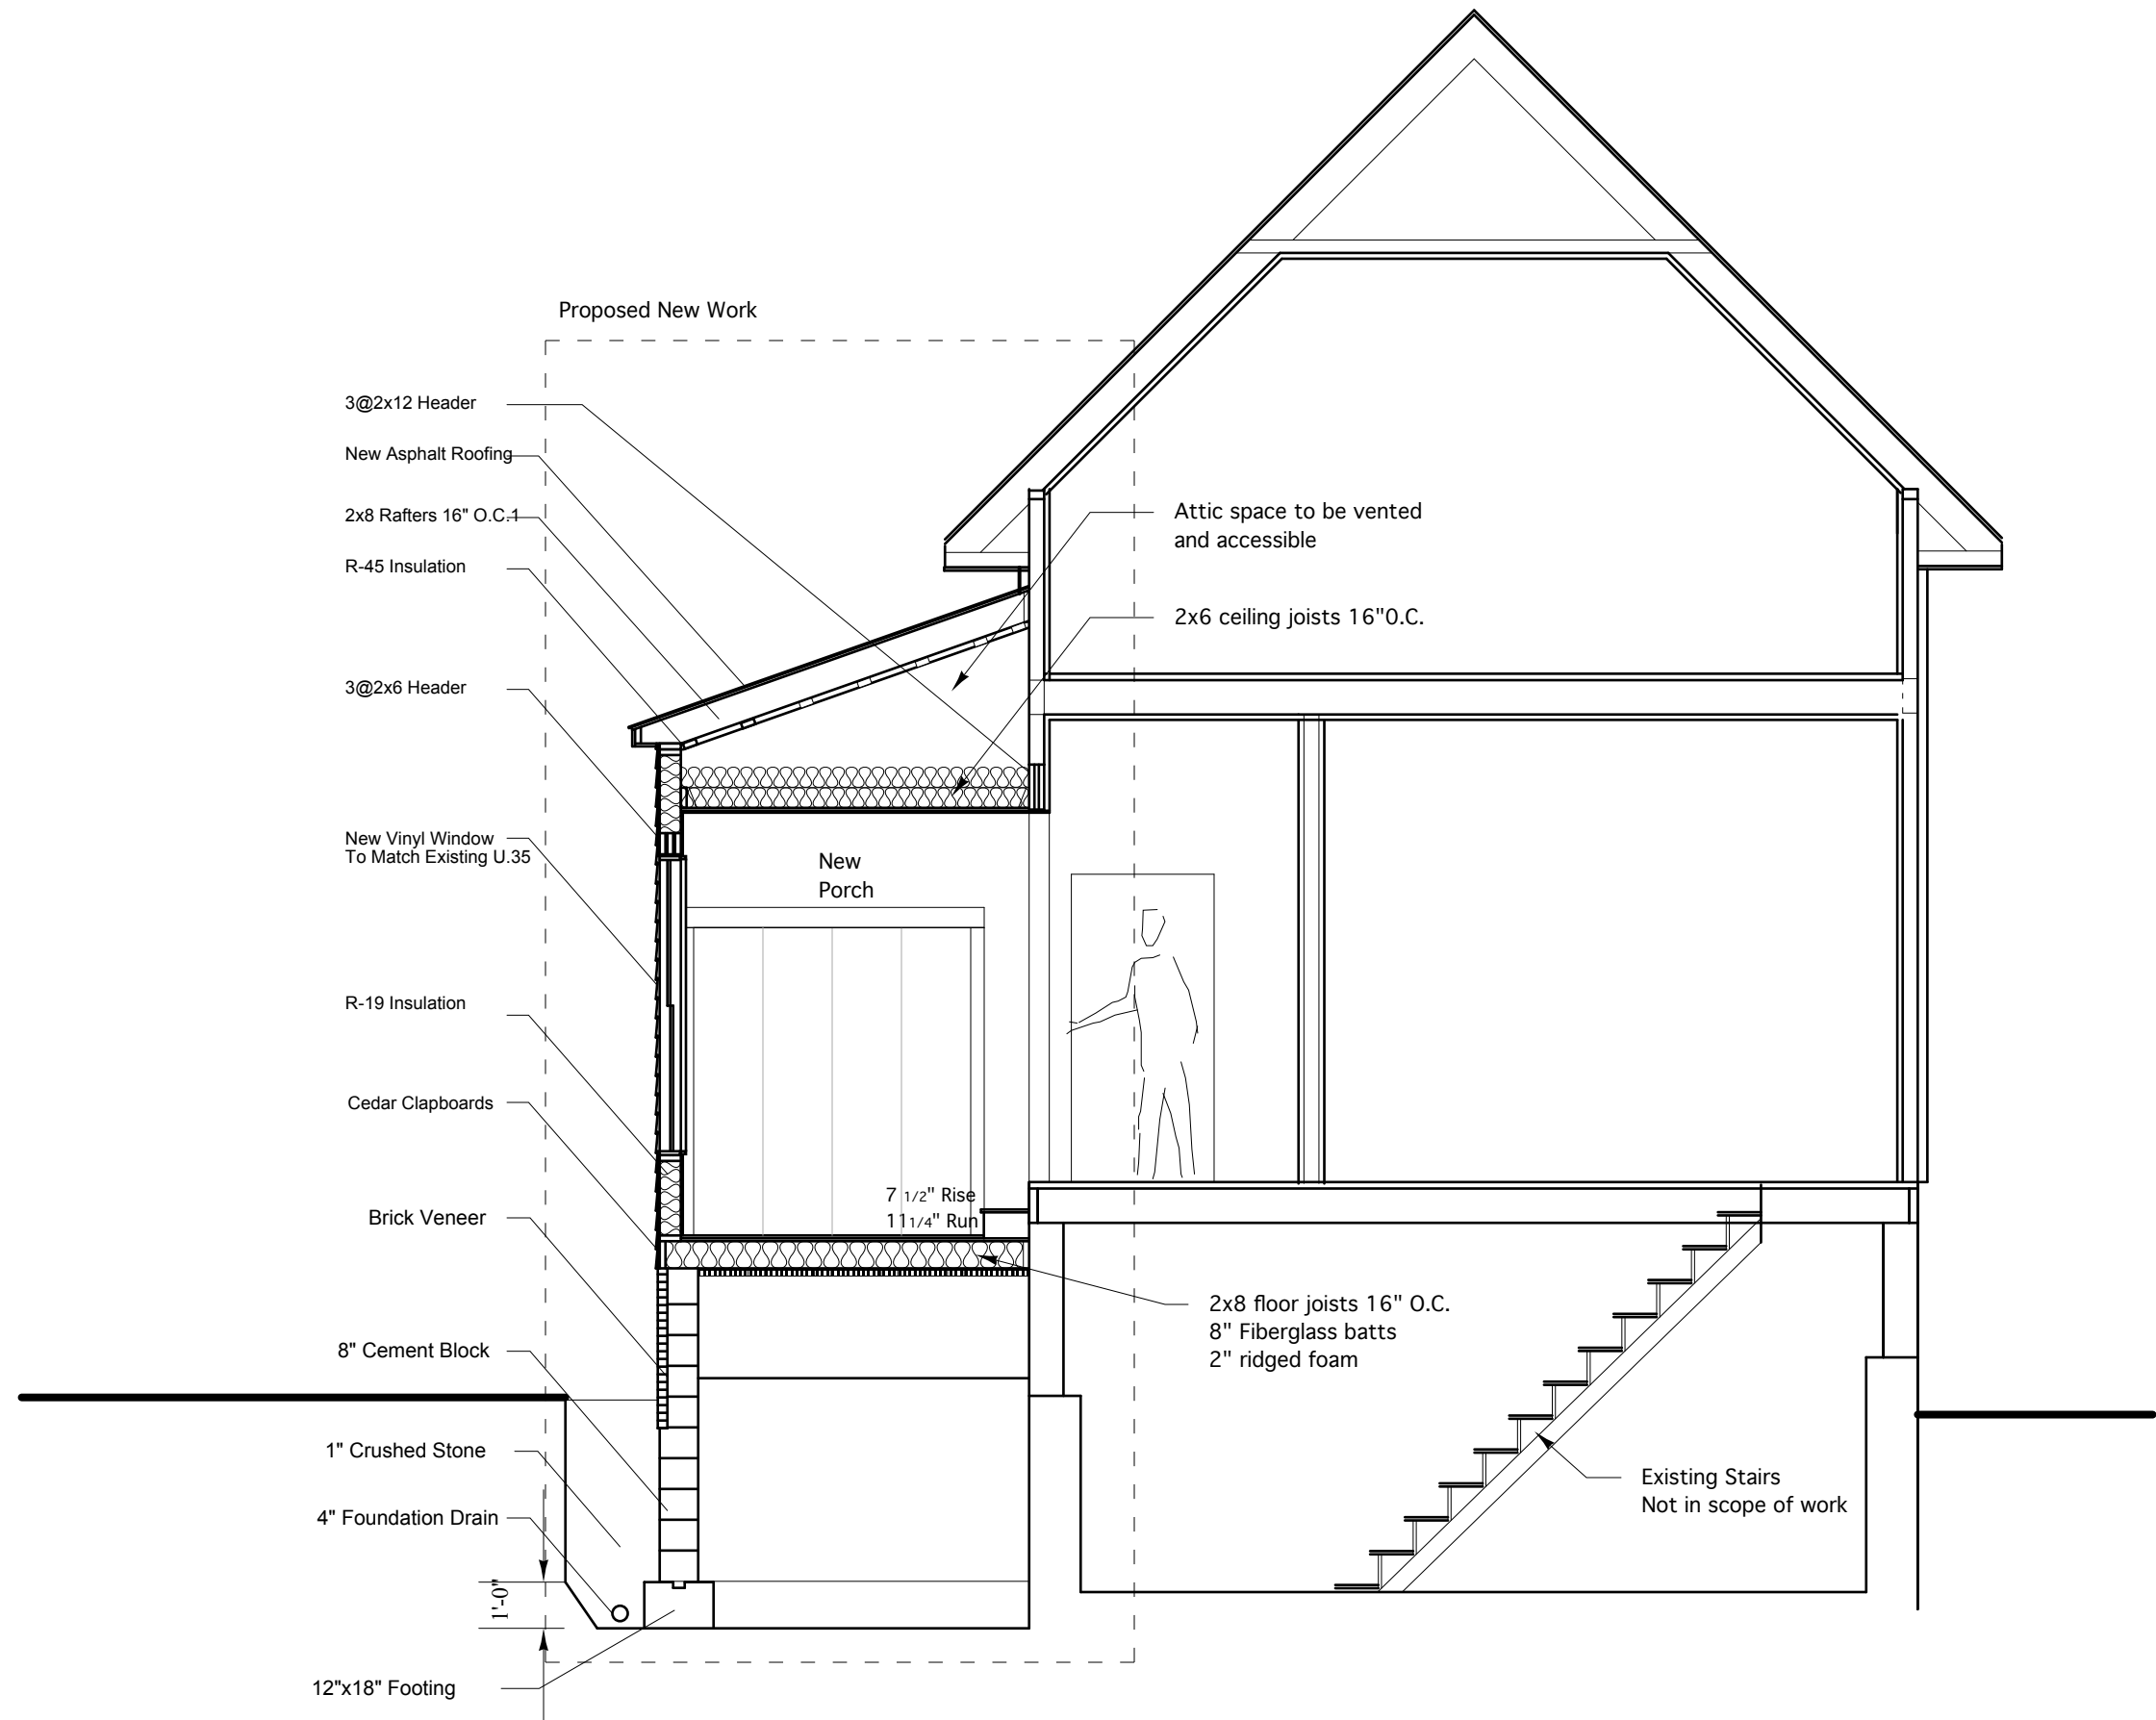 Proposed New Work
3@2x12 Header
New Asphalt Roofing
2x8 Rafters 16" O.C.1
R-45 Insulation
3@2x6 Header
New Vinyl Window
To Match Existing U.35
R-19 Insulation
Cedar Clapboards
Brick Veneer
8" Cement Block
1" Crushed Stone
4" Foundation Drain
1'-0"
12"x18" Footing
Attic space to be vented
and accessible
2x6 ceiling joists 16"O.C.
New
Porch
7 1/2" Rise
11 1/4" Run
2x8 floor joists 16" O.C.
8" Fiberglass batts
2" ridged foam
Existing Stairs
Not in scope of work